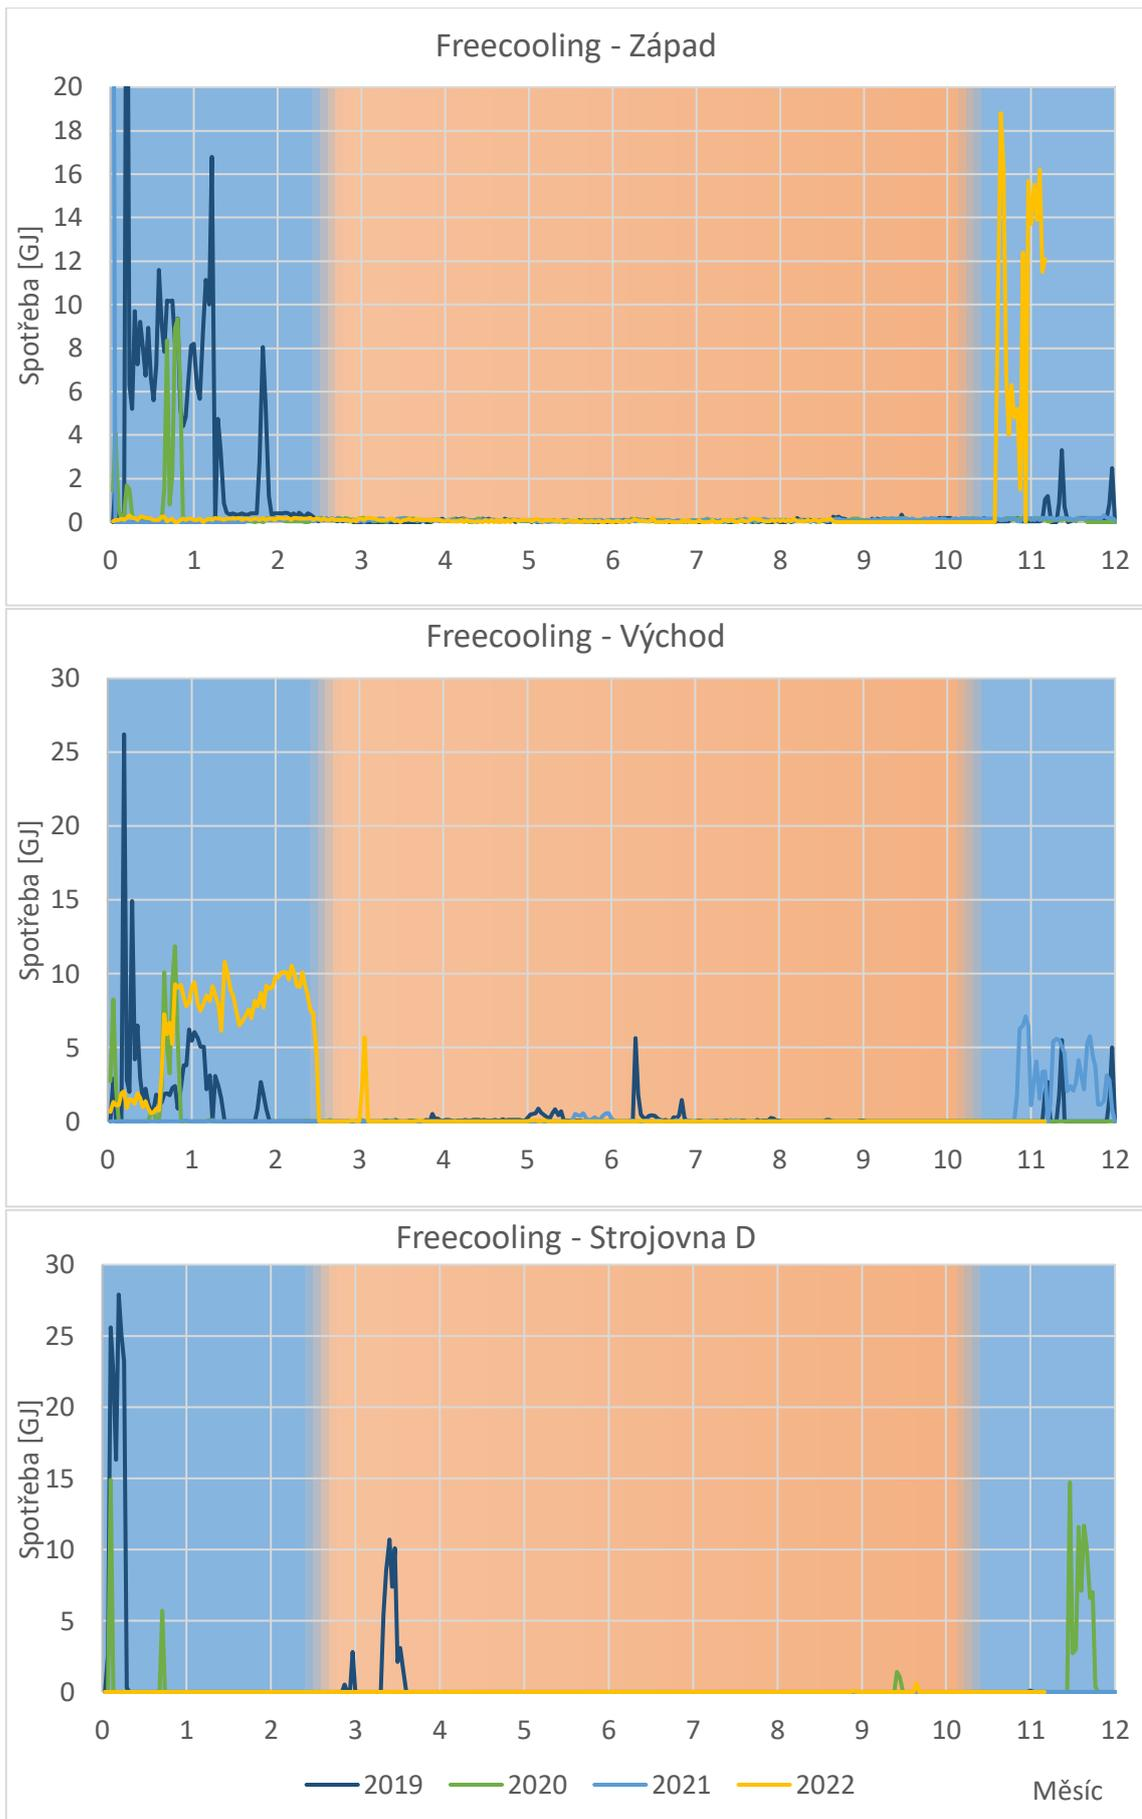 Freecooling - Západ
Spotřeba [GJ]
20
18
16
14
12
10
8
6
4
2
0
0 1 2 3 4 5 6 7 8 9 10 11 12
Freecooling - Východ
Spotřeba [GJ]
30
25
20
15
10
5
0
0 1 2 3 4 5 6 7 8 9 10 11 12
Freecooling - Strojovna D
Spotřeba [GJ]
30
25
20
15
10
5
0
0 1 2 3 4 5 6 7 8 9 10 11 12
2019 2020 2021 2022 Měsíc